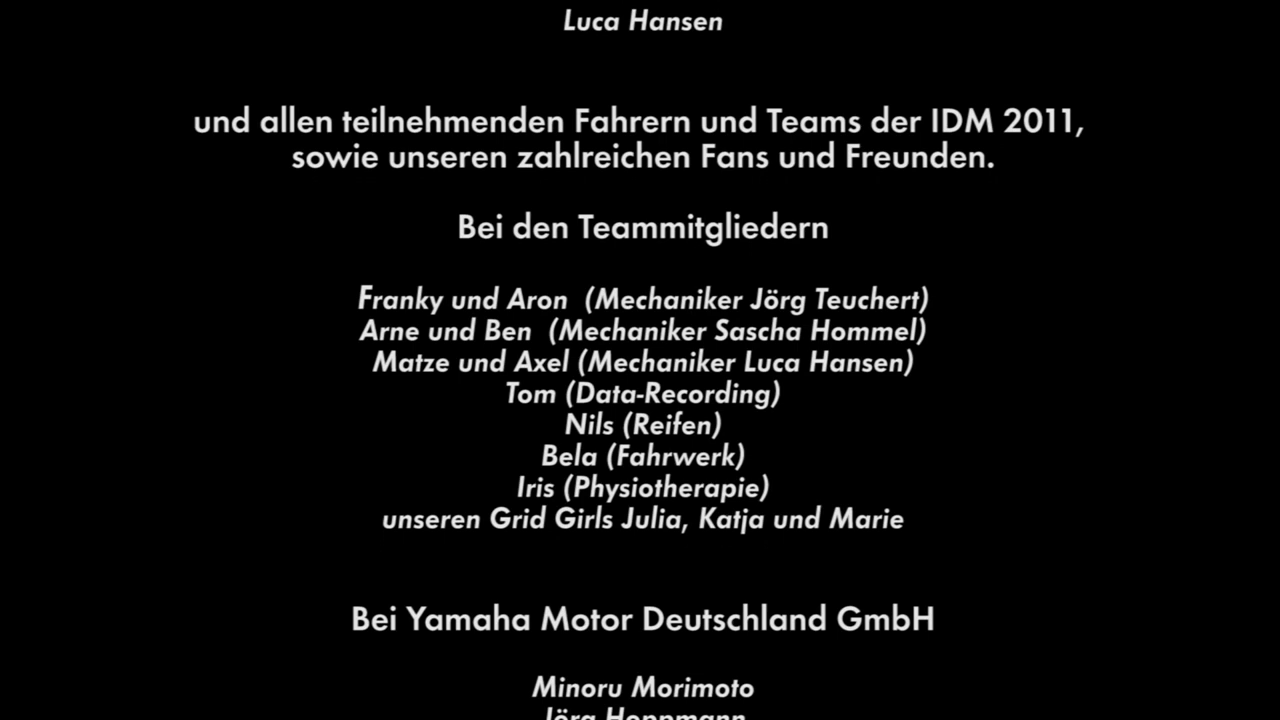 Luca Hansen
und allen teilnehmenden Fahrern und Teams der IDM 2011,
sowie unseren zahlreichen Fans und Freunden.
Bei den Teammitgliedern
Franky und Aron (Mechaniker Jörg Teuchert)
Arne und Ben (Mechaniker Sascha Hommel)
Matze und Axel (Mechaniker Luca Hansen)
Tom (Data-Recording)
Nils (Reifen)
Bela (Fahrwerk)
Iris (Physiotherapie)
unseren Grid Girls Julia, Katja und Marie
Bei Yamaha Motor Deutschland GmbH
Minoru Morimoto
Jörg